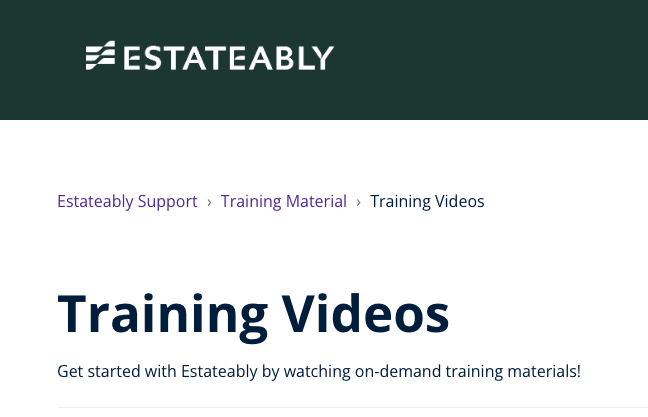 ESTATEABLY
Estateably Support › Training Material › Training Videos
Training Videos
Get started with Estateably by watching on-demand training materials!